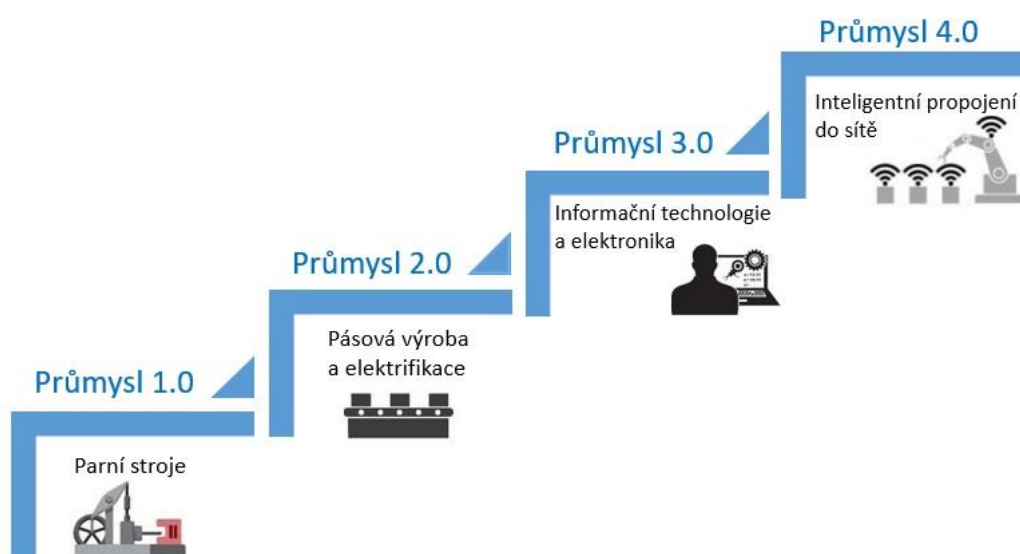 Průmysl 4.0
Inteligentní propojení
do sítě
Průmysl 3.0
Informační technologie
a elektronika
Průmysl 2.0
Pásová výroba
a elektrifikace
Průmysl 1.0
Parní stroje